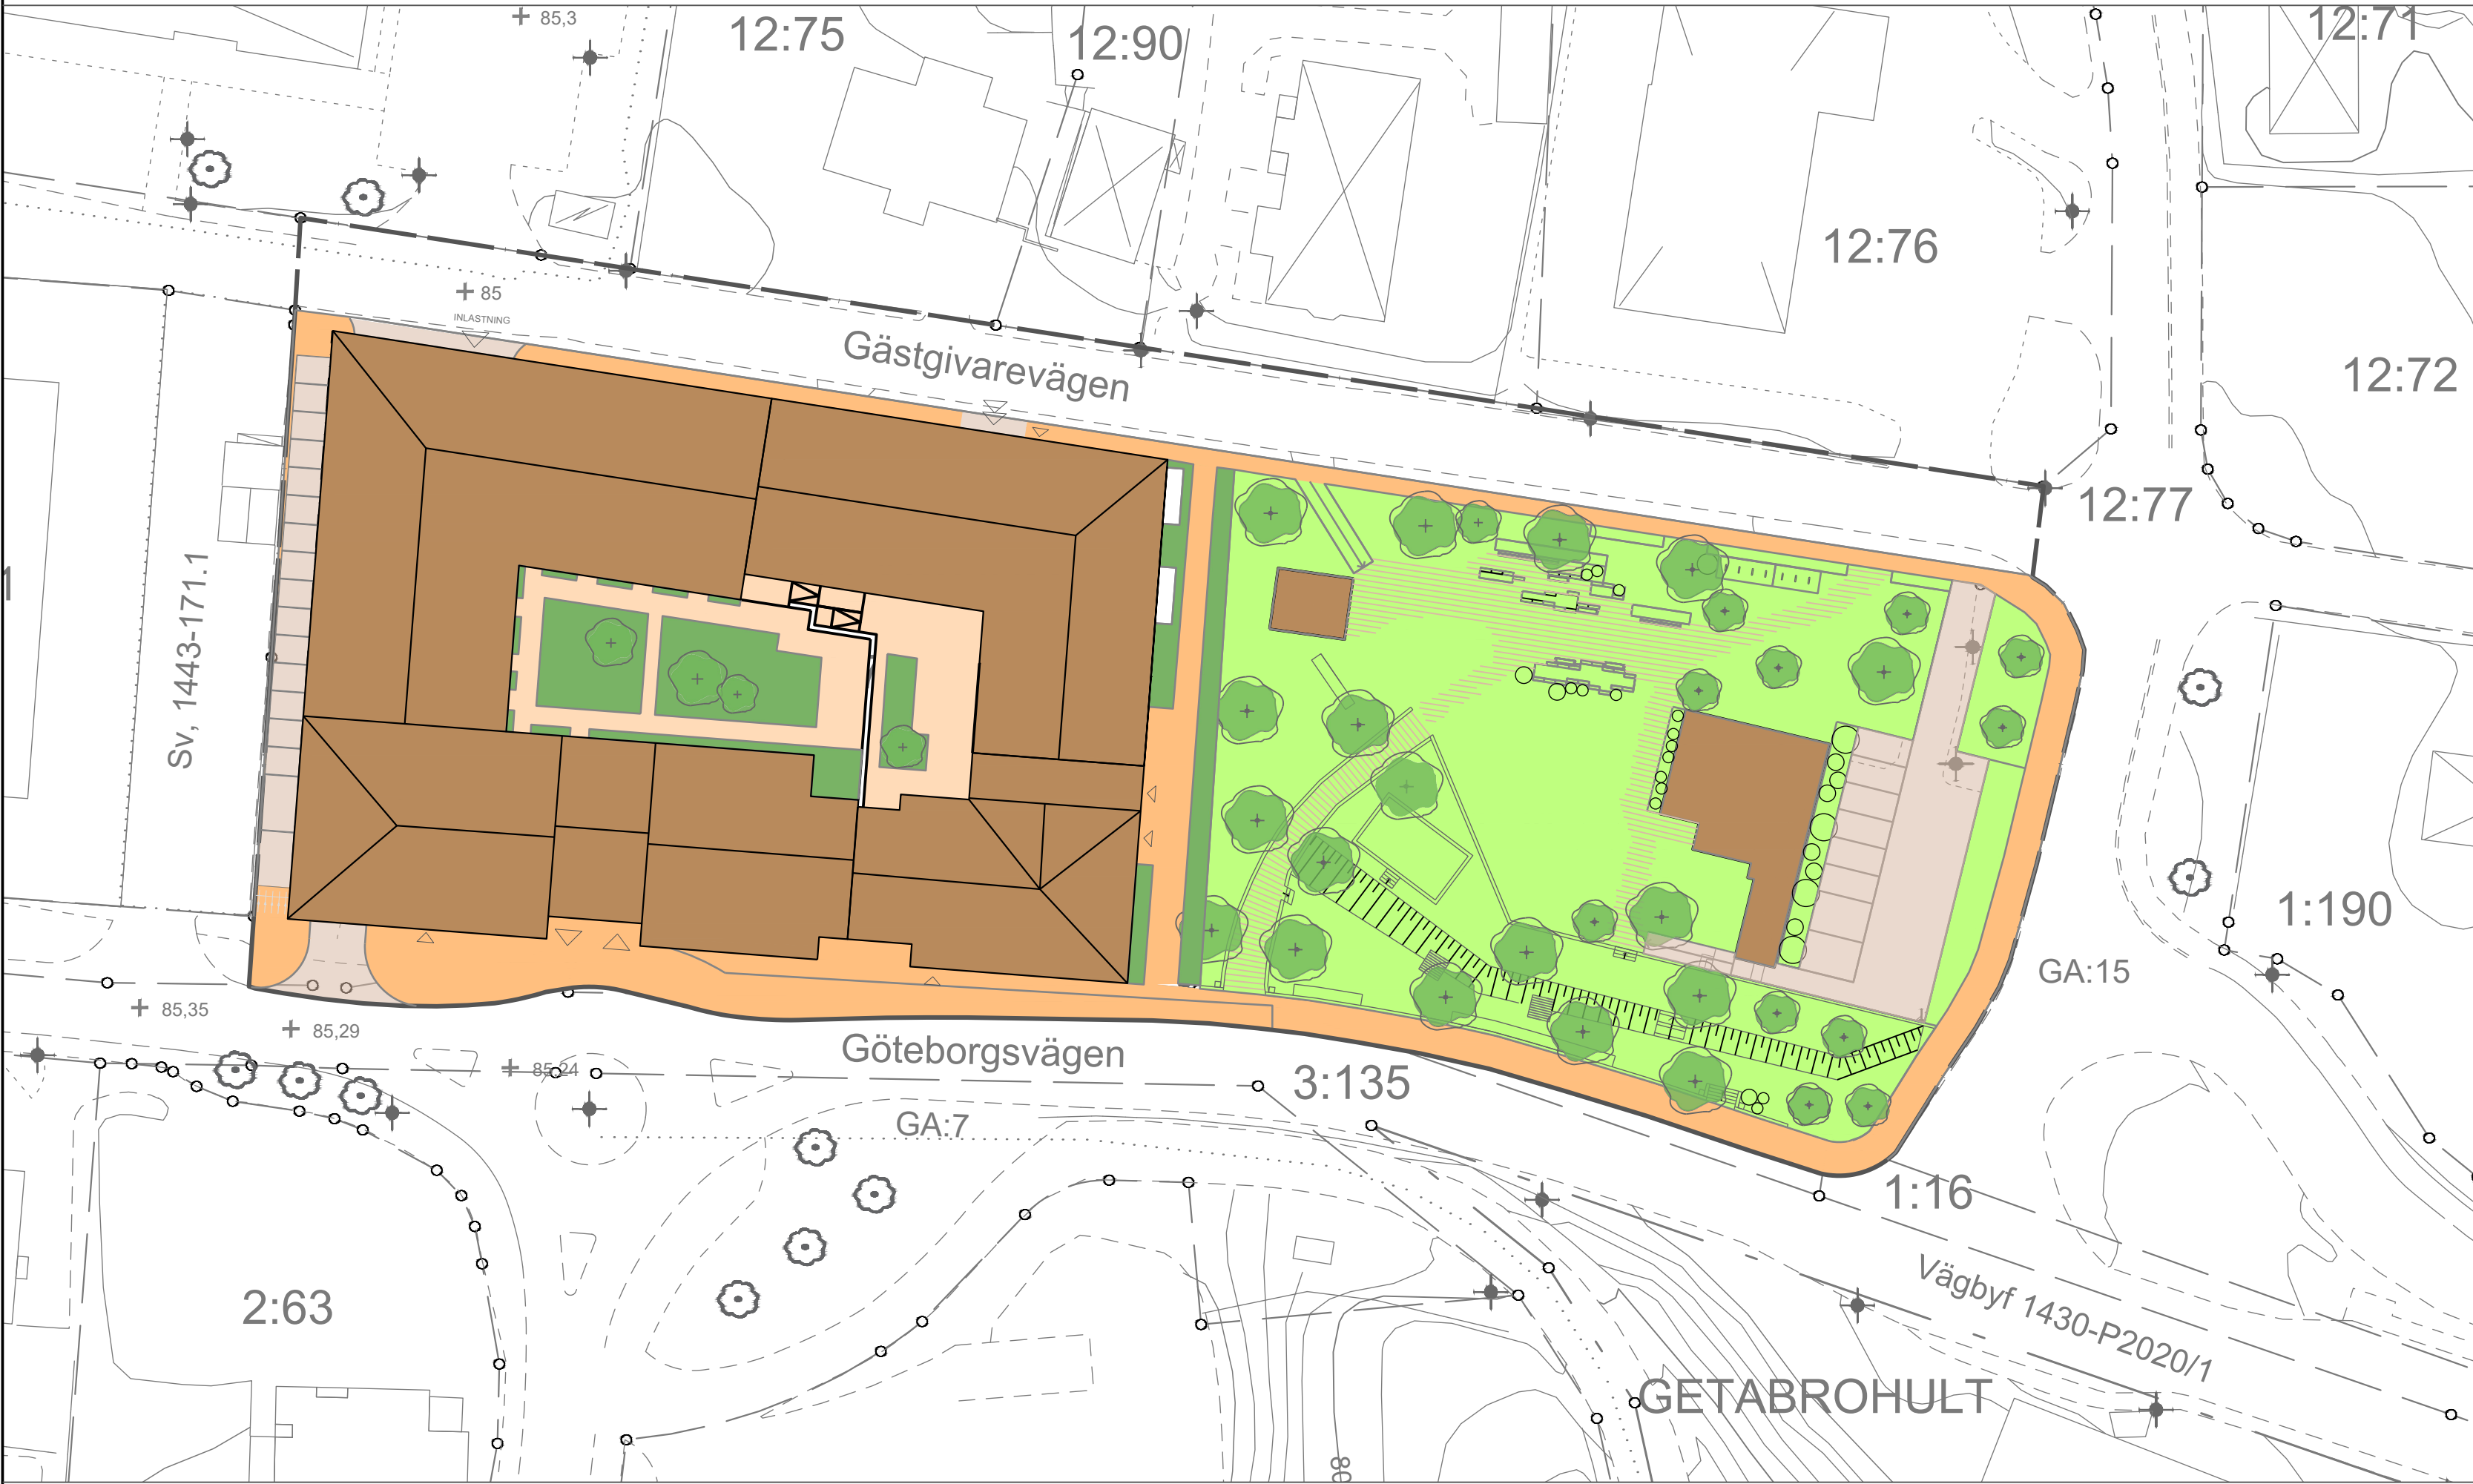 85,3
12:75
12:90
12:71
12:76
85
INLASTNING
Gästgivarevägen
12:72
12:77
Sv, 1443-171.1
1:190
GA:15
85,35
85,29
85,24
Göteborgsvägen
3:135
GA:7
1:16
2:63
Vägbyf 1430-P2020/1
GETABROHULT